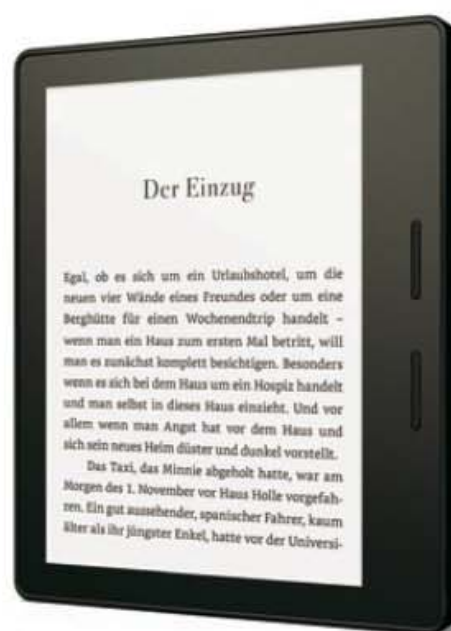 Der Einzug
Egal, ob es sich um ein Urlaubshotel, um die
neuen vier Wände eines Freundes oder um eine
Berghütte für einen Wochenendtrip handelt –
wenn man ein Haus zum ersten Mal betritt, will
man es zunächst komplett besichtigen. Besonders
wenn es sich bei dem Haus um ein Hospiz handelt
und man selbst in dieses Haus einzieht. Und vor
allem wenn man Angst hat vor dem Haus und
sich sein neues Heim düster und dunkel vorstellt.
Das Taxi, das Minnie abgeholt hatte, war am
Morgen des 1. November vor Haus Holle vorgefah-
ren. Ein gut aussehender, spanischer Fahrer, kaum
älter als ihr jüngster Enkel, hatte vor der Universi-